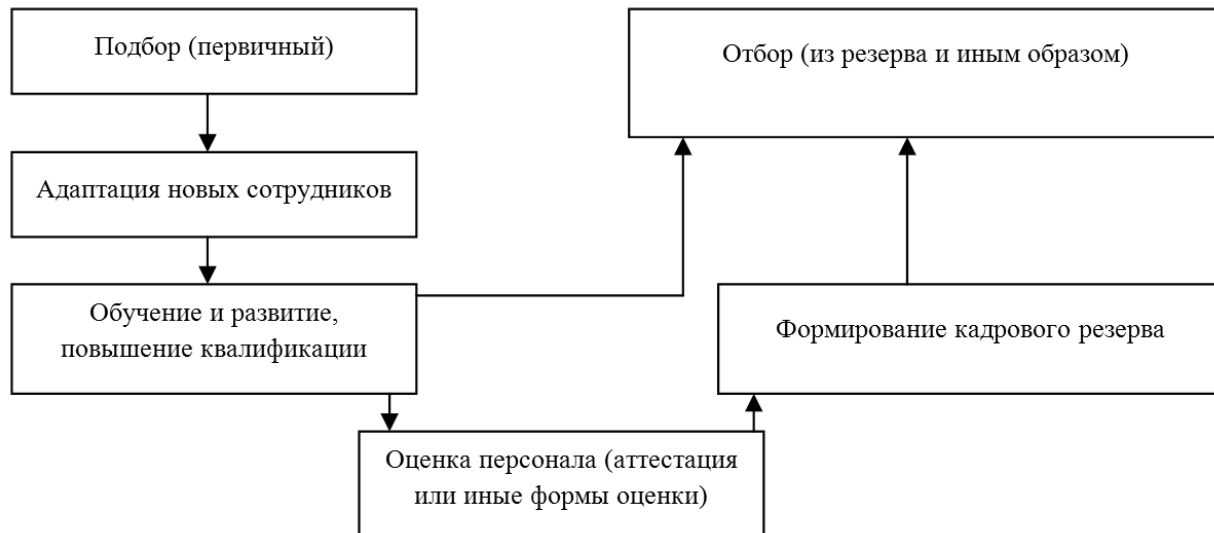 Подбор (первичный)
Отбор (из резерва и иным образом)
Адаптация новых сотрудников
Обучение и развитие,
повышение квалификации
Формирование кадрового резерва
Оценка персонала (аттестация
или иные формы оценки)